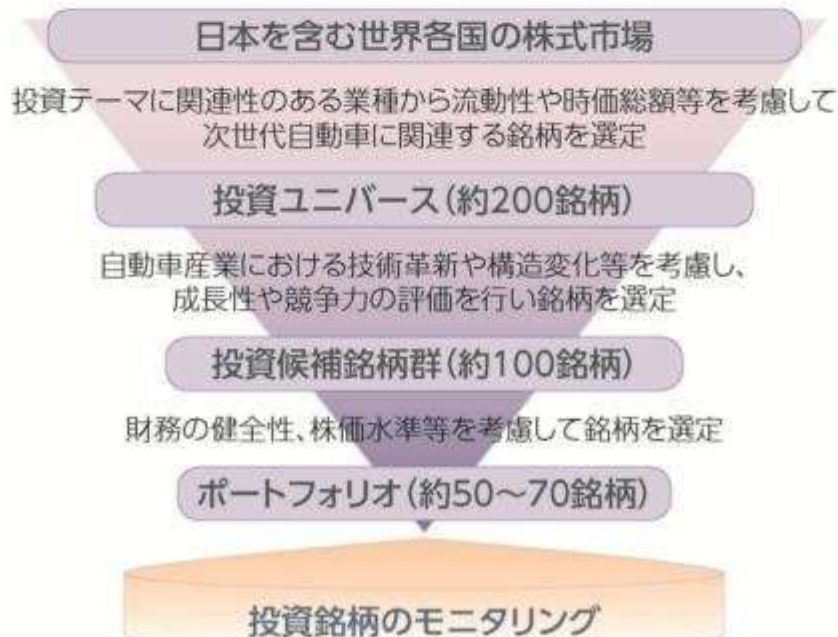 日本を含む世界各国の株式市場
投資テーマに関連性のある業種から流動性や時価総額等を考慮して
次世代自動車に関連する銘柄を選定
投資ユニバース(約200銘柄)
自動車産業における技術革新や構造変化等を考慮し、
成長性や競争力の評価を行い銘柄を選定
投資候補銘柄群(約100銘柄)
財務の健全性、株価水準等を考慮して銘柄を選定
ポートフォリオ(約50〜70銘柄)
投資銘柄のモニタリング